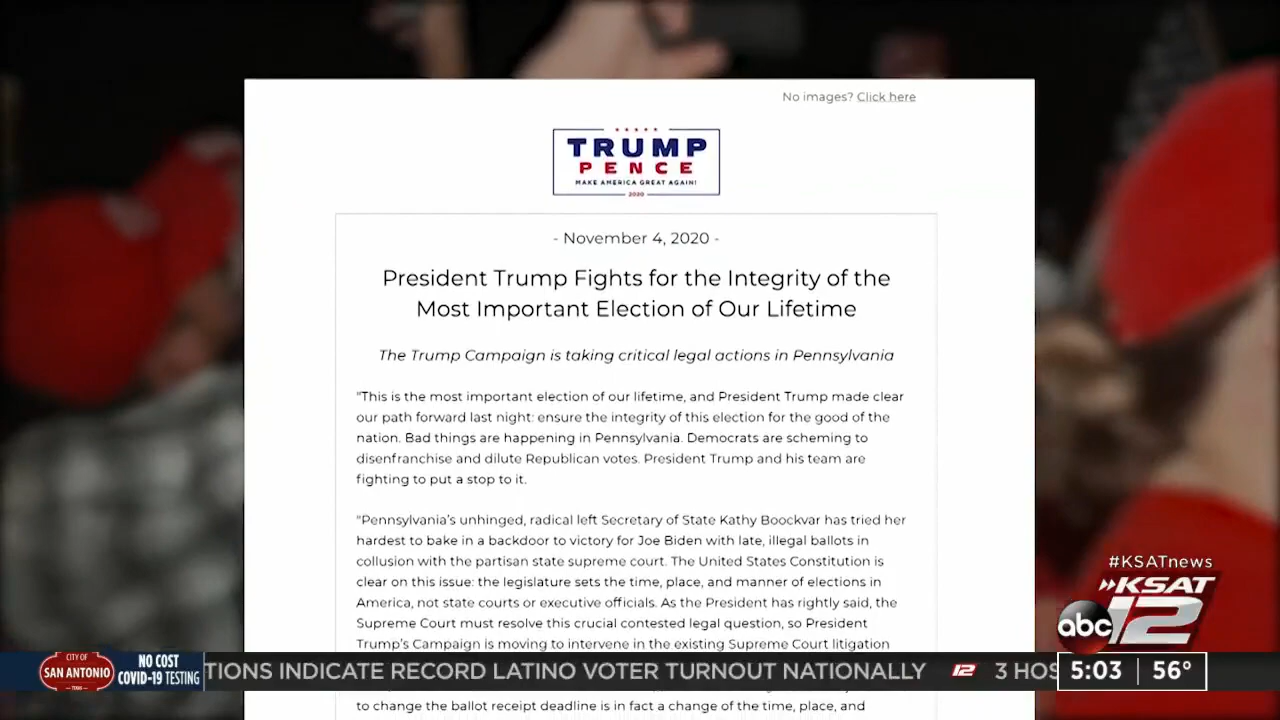 No images? Click here
TRUMP
PENCE
MAKE AMERICA GREAT AGAIN!
2020
- November 4, 2020 -
President Trump Fights for the Integrity of the
Most Important Election of Our Lifetime
The Trump Campaign is taking critical legal actions in Pennsylvania
"This is the most important election of our lifetime, and President Trump made clear
our path forward last night: ensure the integrity of this election for the good of the
nation. Bad things are happening in Pennsylvania. Democrats are scheming to
disenfranchise and dilute Republican votes. President Trump and his team are
fighting to put a stop to it.
"Pennsylvania's unhinged, radical left Secretary of State Kathy Boockvar has tried her
hardest to bake in a backdoor to victory for Joe Biden with late, illegal ballots in
collusion with the partisan state supreme court. The United States Constitution is
clear on this issue: the legislature sets the time, place, and manner of elections in
America, not state courts or executive officials. As the President has rightly said, the
Supreme Court must resolve this crucial contested legal question, so President
Trump's Campaign is moving to intervene in the existing Supreme Court litigation
#KSATnews
KSAT
abc 12
CITY OF
SAN ANTONIO
TEXAS
NO COST
COVID-19 TESTING
TIONS INDICATE RECORD LATINO VOTER TURNOUT NATIONALLY 12 3 HOS
5:03 56°
to change the ballot receipt deadline is in fact a change of the time, place, and